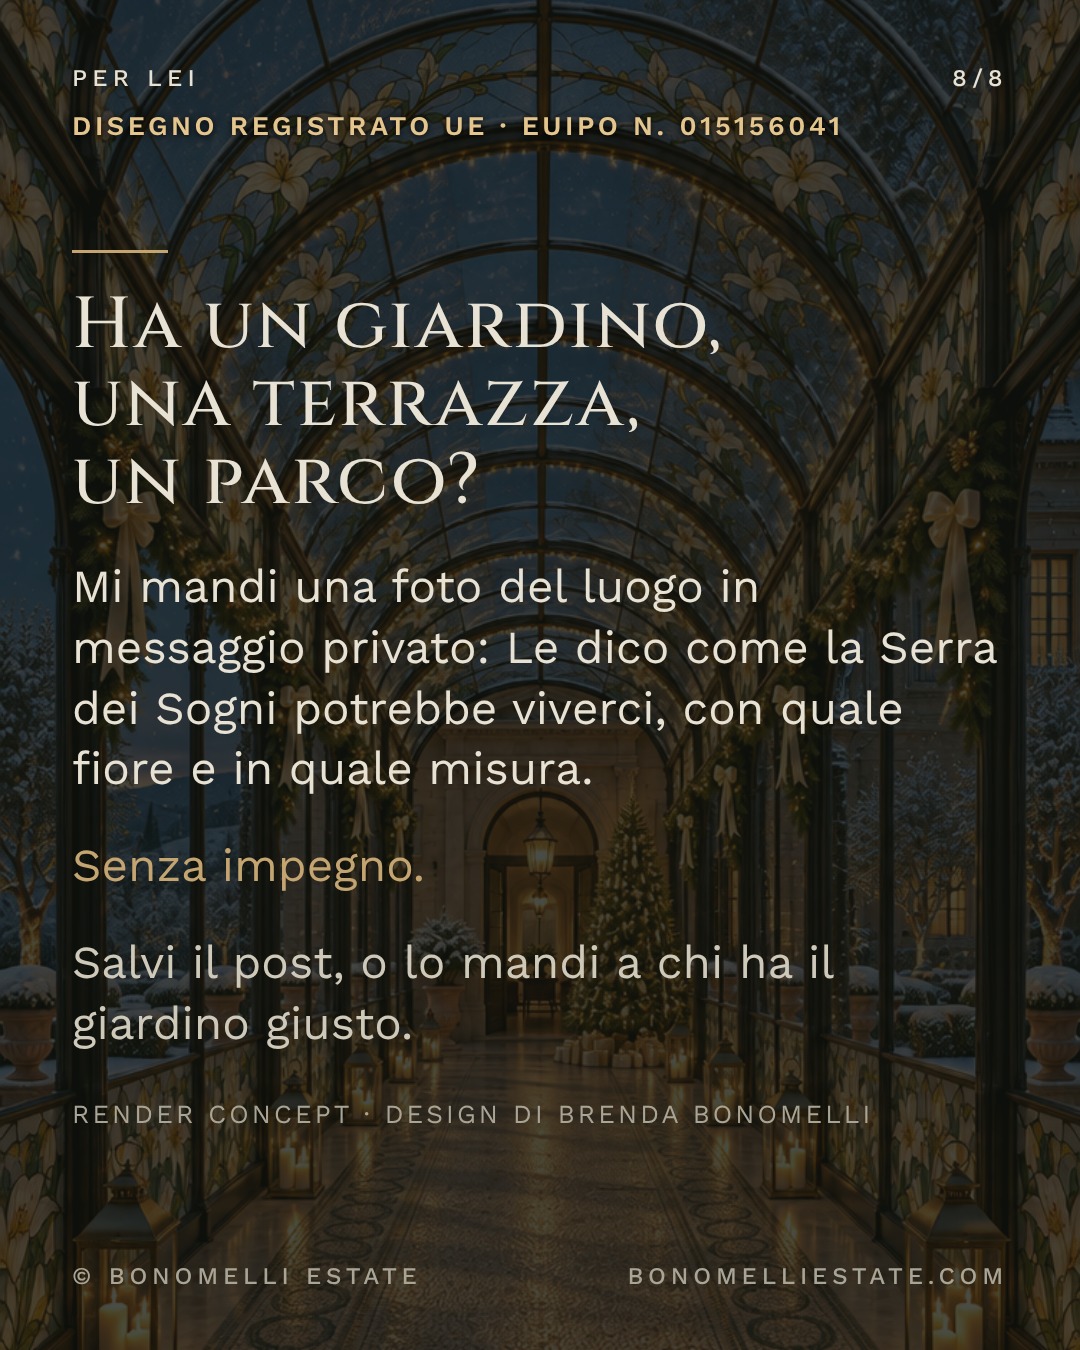 PER LEI
8/8
DISEGNO REGISTRATO UE · EUIPO N. 015156041
HA UN GIARDINO,
UNA TERRAZZA,
UN PARCO?
Mi mandi una foto del luogo in
messaggio privato: Le dico come la Serra
dei Sogni potrebbe viverci, con quale
fiore e in quale misura.
Senza impegno.
Salvi il post, o lo mandi a chi ha il
giardino giusto.
RENDER CONCEPT · DESIGN DI BRENDA BONOMELLI
© BONOMELLI ESTATE
BONOMELLIESTATE.COM